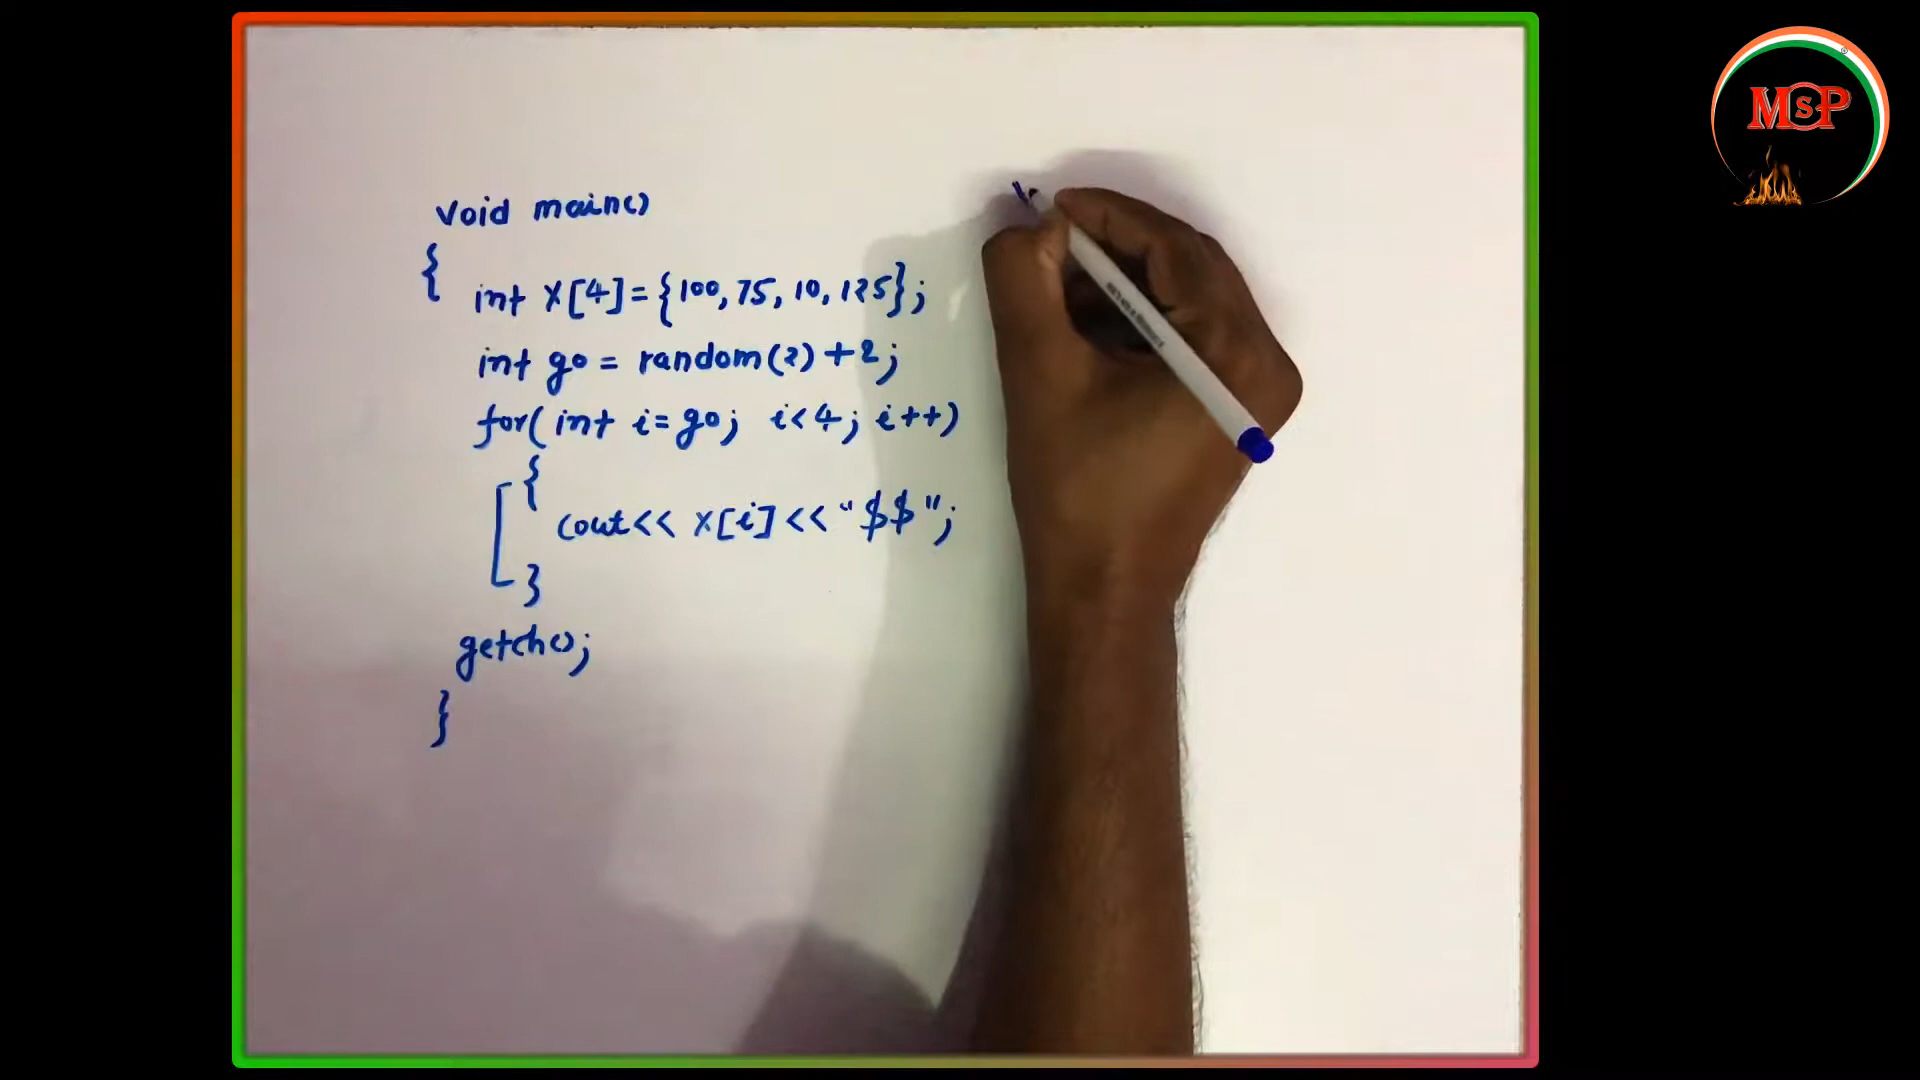 void main()
{
int x[4]={100, 75, 10, 125};
int go = random(2)+2;
for( int i=go; i<4; i++)
{
cout<< x[i]<< "$$";
}
getch();
}
MSP